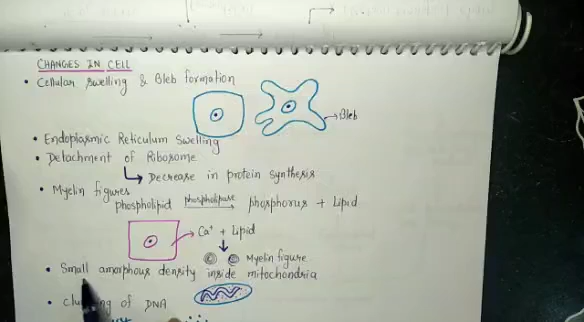 CHANGES IN CELL
• Cellular swelling & Bleb formation
Bleb
• Endoplasmic Reticulum Swelling
• Detachment of Ribosome
Decrease in protein synthesis
• Myelin figures
phospholipid phospholipase phosphorus + Lipid
Ca⁺ + Lipid
Myelin figure
• Small amorphous density inside mitochondria
of DNA